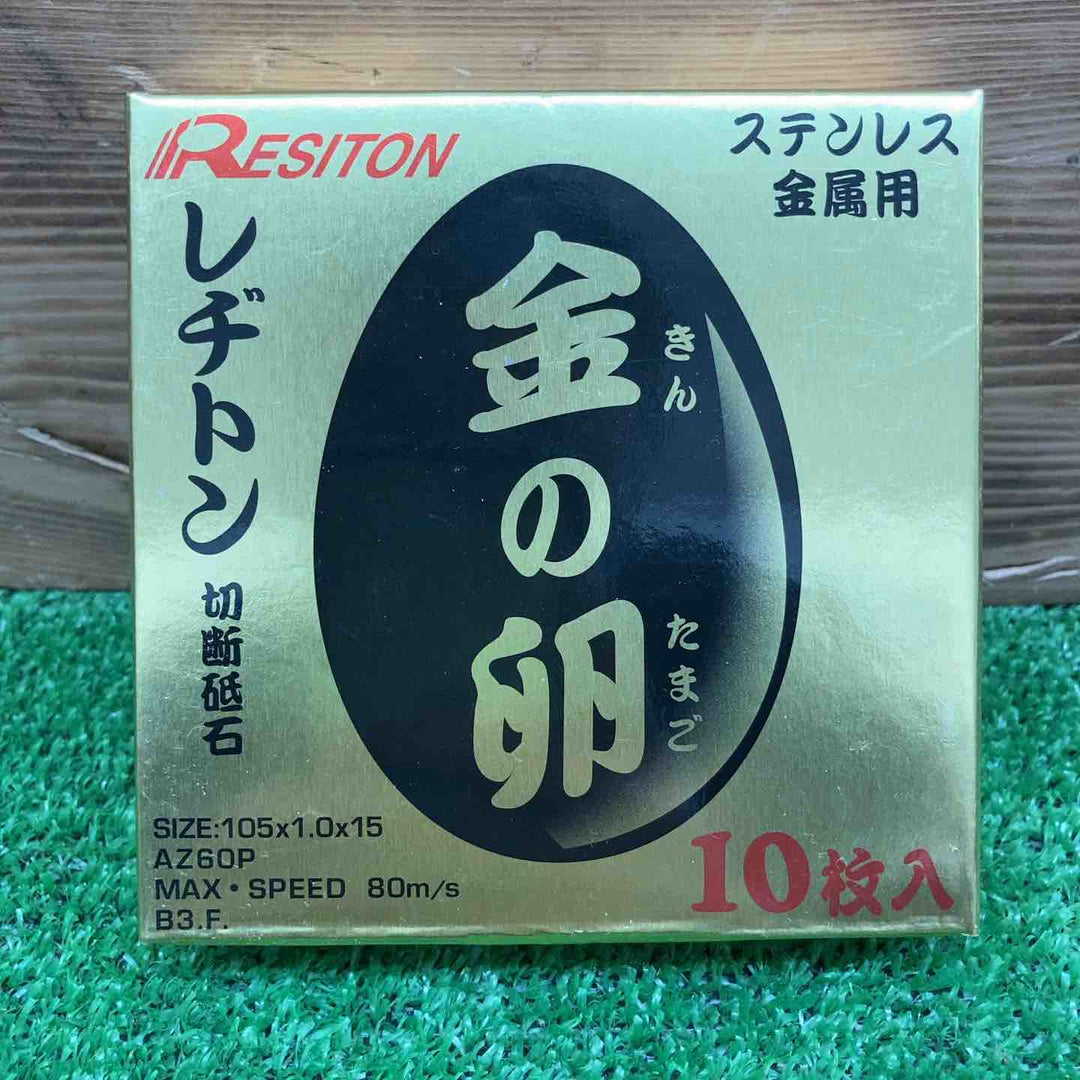 RESITON
ステンレス
金属用
レヂトン
切断砥石
金の卵
きん
たまご
SIZE:105x1.0x15
AZ60P
MAX・SPEED 80m/s
B3.F.
10枚入